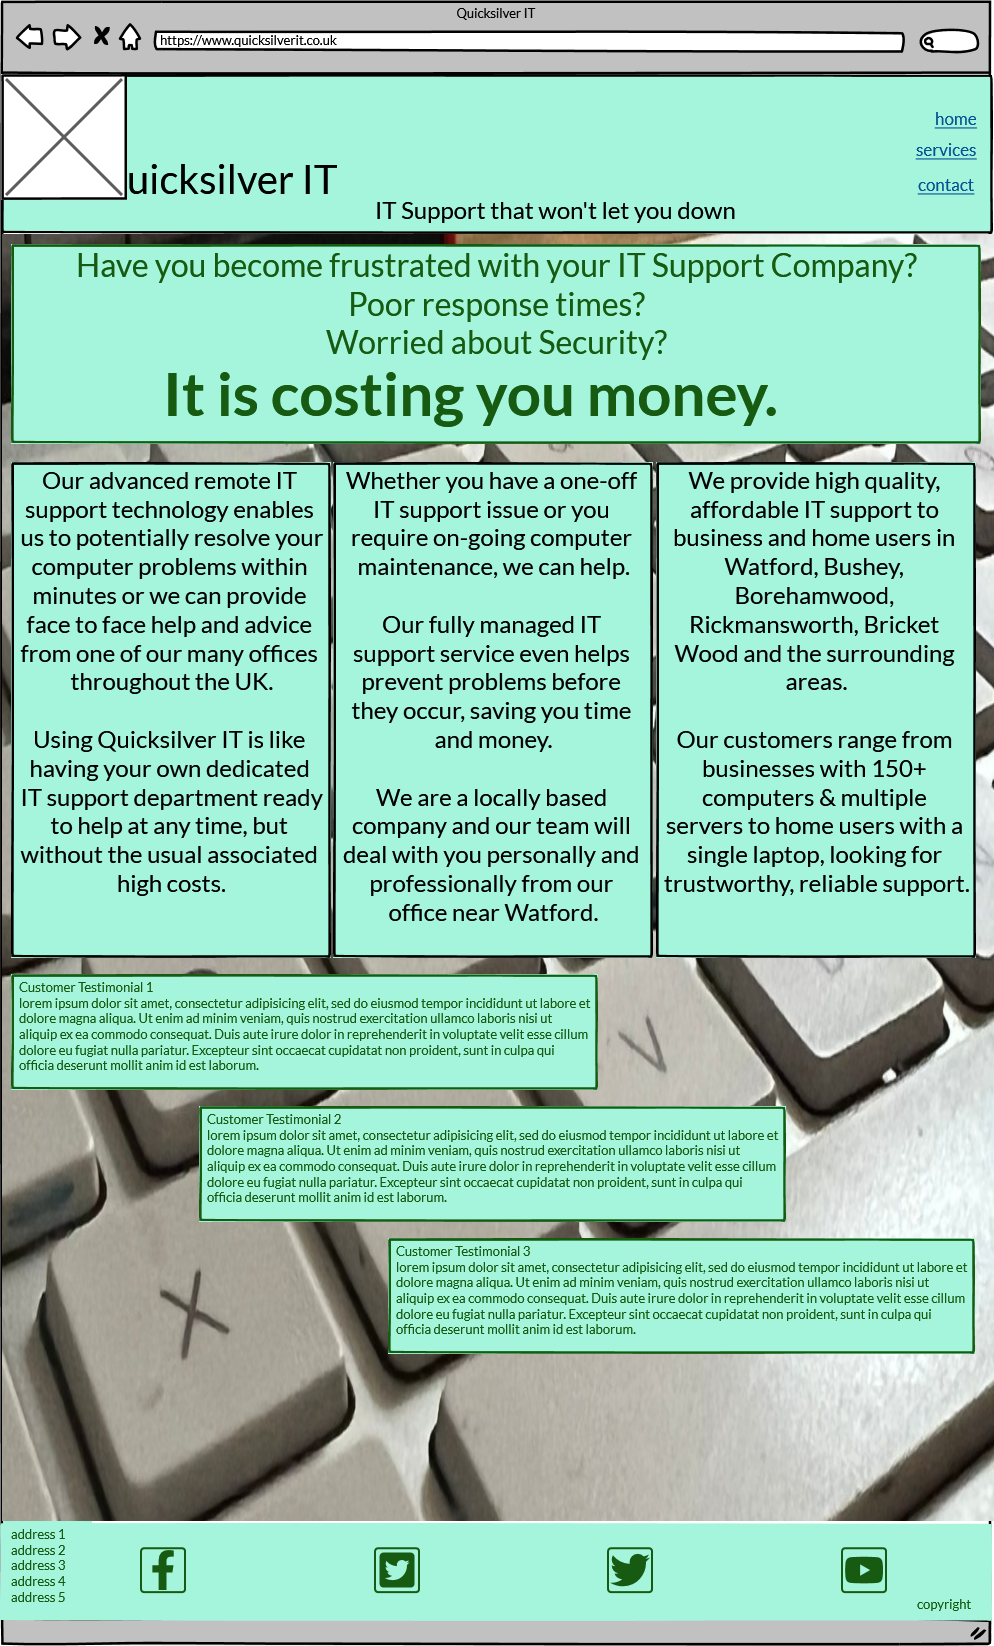 Quicksilver IT
https://www.quicksilverit.co.uk
home
services
contact
uicksilver IT
IT Support that won't let you down
Have you become frustrated with your IT Support Company?
Poor response times?
Worried about Security?
It is costing you money.
Our advanced remote IT
support technology enables
us to potentially resolve your
computer problems within
minutes or we can provide
face to face help and advice
from one of our many offices
throughout the UK.
Using Quicksilver IT is like
having your own dedicated
IT support department ready
to help at any time, but
without the usual associated
high costs.
Whether you have a one-off
IT support issue or you
require on-going computer
maintenance, we can help.
Our fully managed IT
support service even helps
prevent problems before
they occur, saving you time
and money.
We are a locally based
company and our team will
deal with you personally and
professionally from our
office near Watford.
We provide high quality,
affordable IT support to
business and home users in
Watford, Bushey,
Borehamwood,
Rickmansworth, Bricket
Wood and the surrounding
areas.
Our customers range from
businesses with 150+
computers & multiple
servers to home users with a
single laptop, looking for
trustworthy, reliable support.
Customer Testimonial 1
lorem ipsum dolor sit amet, consectetur adipisicing elit, sed do eiusmod tempor incididunt ut labore et
dolore magna aliqua. Ut enim ad minim veniam, quis nostrud exercitation ullamco laboris nisi ut
aliquip ex ea commodo consequat. Duis aute irure dolor in reprehenderit in voluptate velit esse cillum
dolore eu fugiat nulla pariatur. Excepteur sint occaecat cupidatat non proident, sunt in culpa qui
officia deserunt mollit anim id est laborum.
V
Customer Testimonial 2
lorem ipsum dolor sit amet, consectetur adipisicing elit, sed do eiusmod tempor incididunt ut labore et
dolore magna aliqua. Ut enim ad minim veniam, quis nostrud exercitation ullamco laboris nisi ut
aliquip ex ea commodo consequat. Duis aute irure dolor in reprehenderit in voluptate velit esse cillum
dolore eu fugiat nulla pariatur. Excepteur sint occaecat cupidatat non proident, sunt in culpa qui
officia deserunt mollit anim id est laborum.
Customer Testimonial 3
lorem ipsum dolor sit amet, consectetur adipisicing elit, sed do eiusmod tempor incididunt ut labore et
dolore magna aliqua. Ut enim ad minim veniam, quis nostrud exercitation ullamco laboris nisi ut
aliquip ex ea commodo consequat. Duis aute irure dolor in reprehenderit in voluptate velit esse cillum
dolore eu fugiat nulla pariatur. Excepteur sint occaecat cupidatat non proident, sunt in culpa qui
officia deserunt mollit anim id est laborum.
X
address 1
address 2
address 3
address 4
address 5
copyright